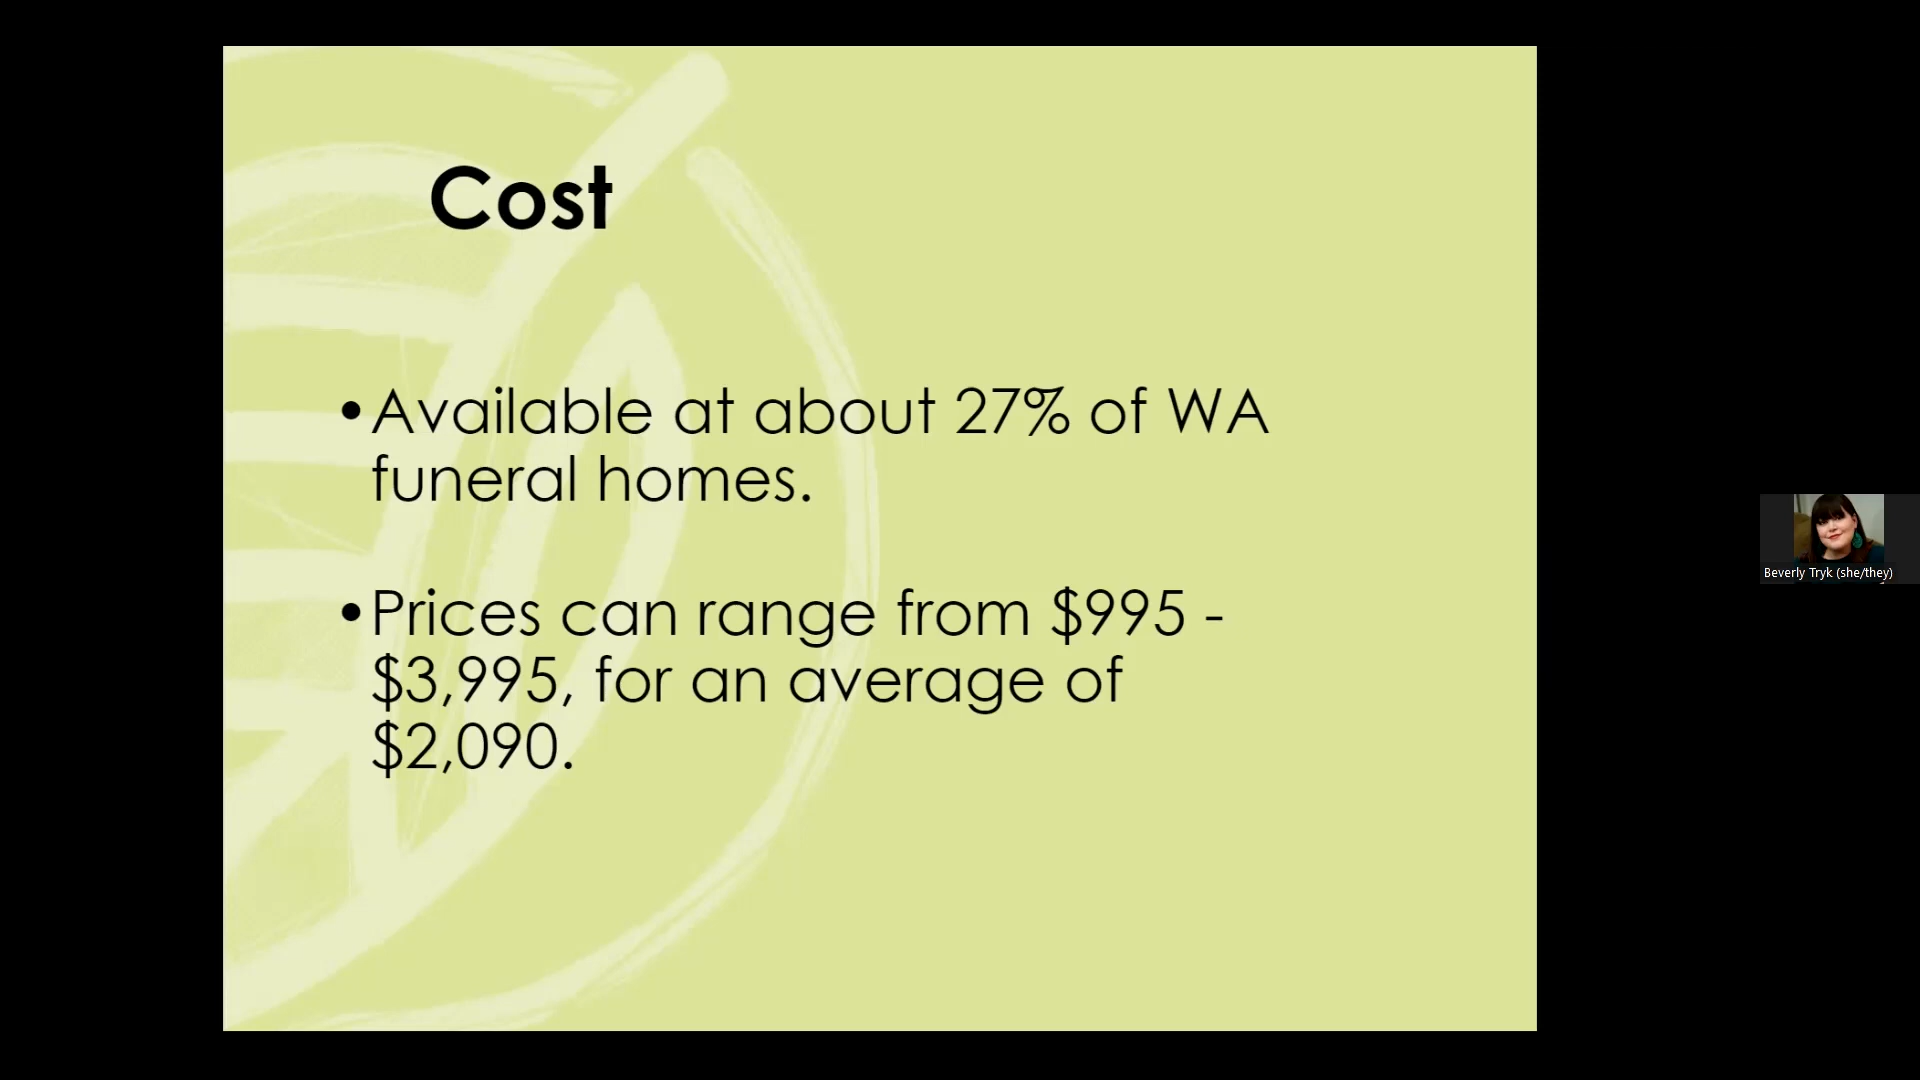 Cost
•Available at about 27% of WA
funeral homes.
•Prices can range from $995 -
$3,995, for an average of
$2,090.
Beverly Tryk (she/they)